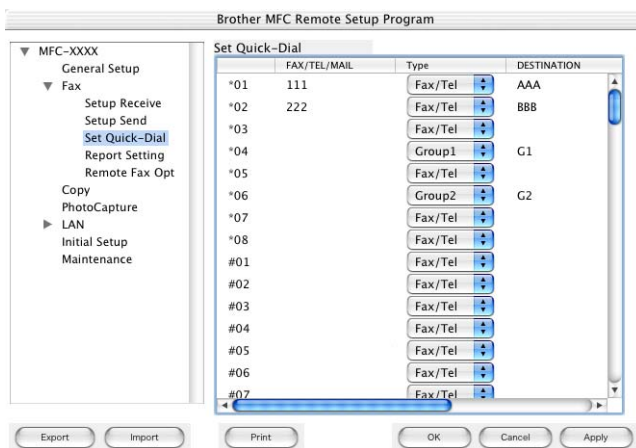 Brother MFC Remote Setup Program
MFC-XXXX
General Setup
Fax
Setup Receive
Setup Send
Set Quick-Dial
Report Setting
Remote Fax Opt
Copy
PhotoCapture
LAN
Initial Setup
Maintenance
Set Quick-Dial
FAX/TEL/MAIL Type DESTINATION
*01 111 Fax/Tel AAA
*02 222 Fax/Tel BBB
*03 Fax/Tel
*04 Group1 G1
*05 Fax/Tel
*06 Group2 G2
*07 Fax/Tel
*08 Fax/Tel
#01 Fax/Tel
#02 Fax/Tel
#03 Fax/Tel
#04 Fax/Tel
#05 Fax/Tel
#06 Fax/Tel
#07 Fax/Tel
Export Import Print OK Cancel Apply